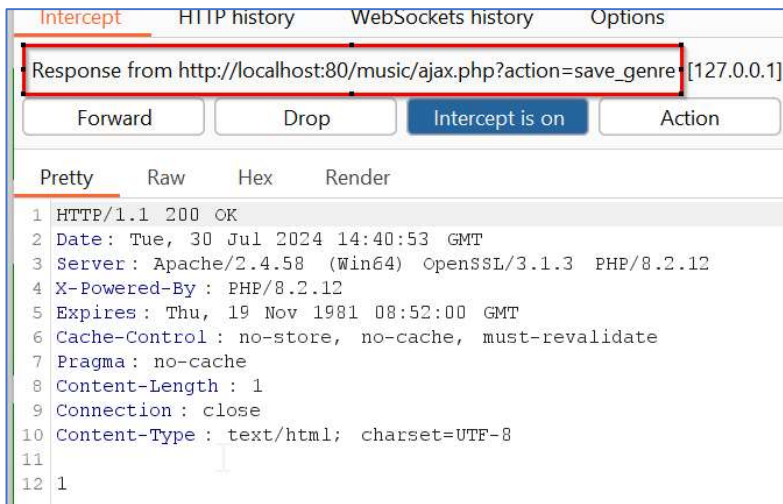 Intercept HTTP history WebSockets history Options
Response from http://localhost:80/music/ajax.php?action=save_genre [127.0.0.1]
Forward Drop Intercept is on Action
Pretty Raw Hex Render
1 HTTP/1.1 200 OK
2 Date: Tue, 30 Jul 2024 14:40:53 GMT
3 Server: Apache/2.4.58 (Win64) OpenSSL/3.1.3 PHP/8.2.12
4 X-Powered-By: PHP/8.2.12
5 Expires: Thu, 19 Nov 1981 08:52:00 GMT
6 Cache-Control: no-store, no-cache, must-revalidate
7 Pragma: no-cache
8 Content-Length: 1
9 Connection: close
10 Content-Type: text/html; charset=UTF-8
11
12 1